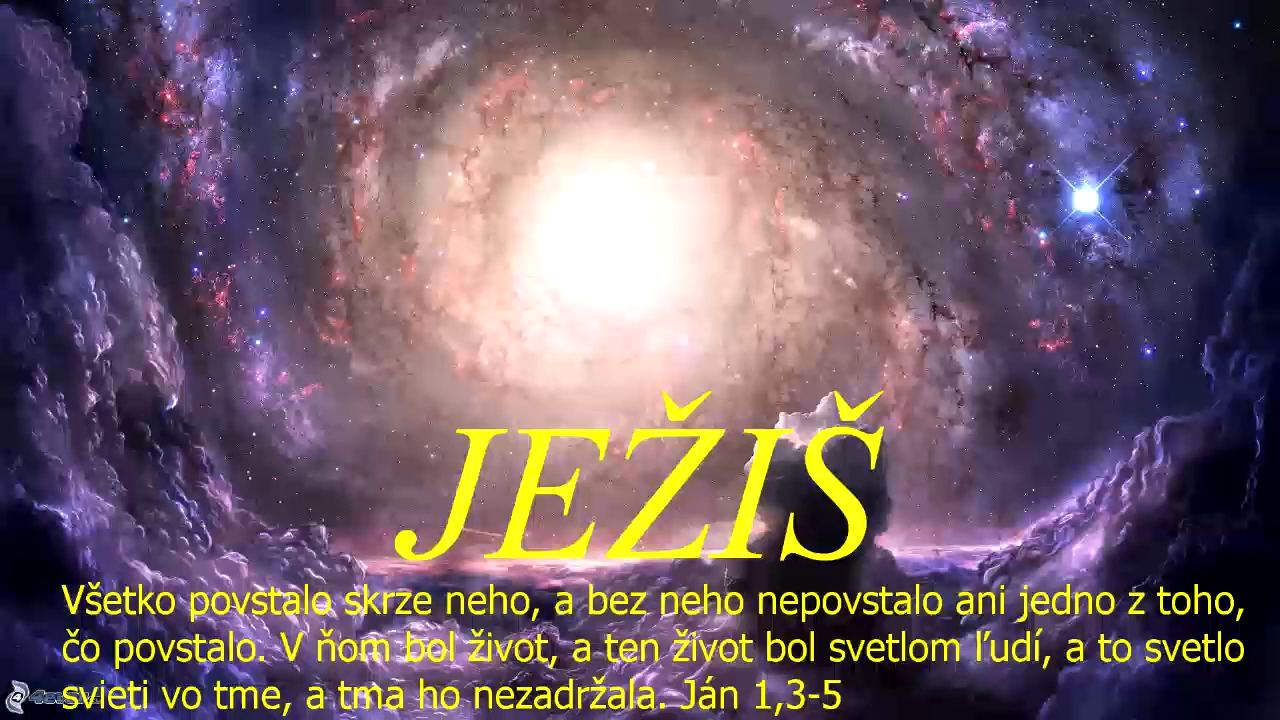 JEŽIŠ
Všetko povstalo skrze neho, a bez neho nepovstalo ani jedno z toho,
čo povstalo. V ňom bol život, a ten život bol svetlom ľudí, a to svetlo
svieti vo tme, a tma ho nezadržala. Ján 1,3-5